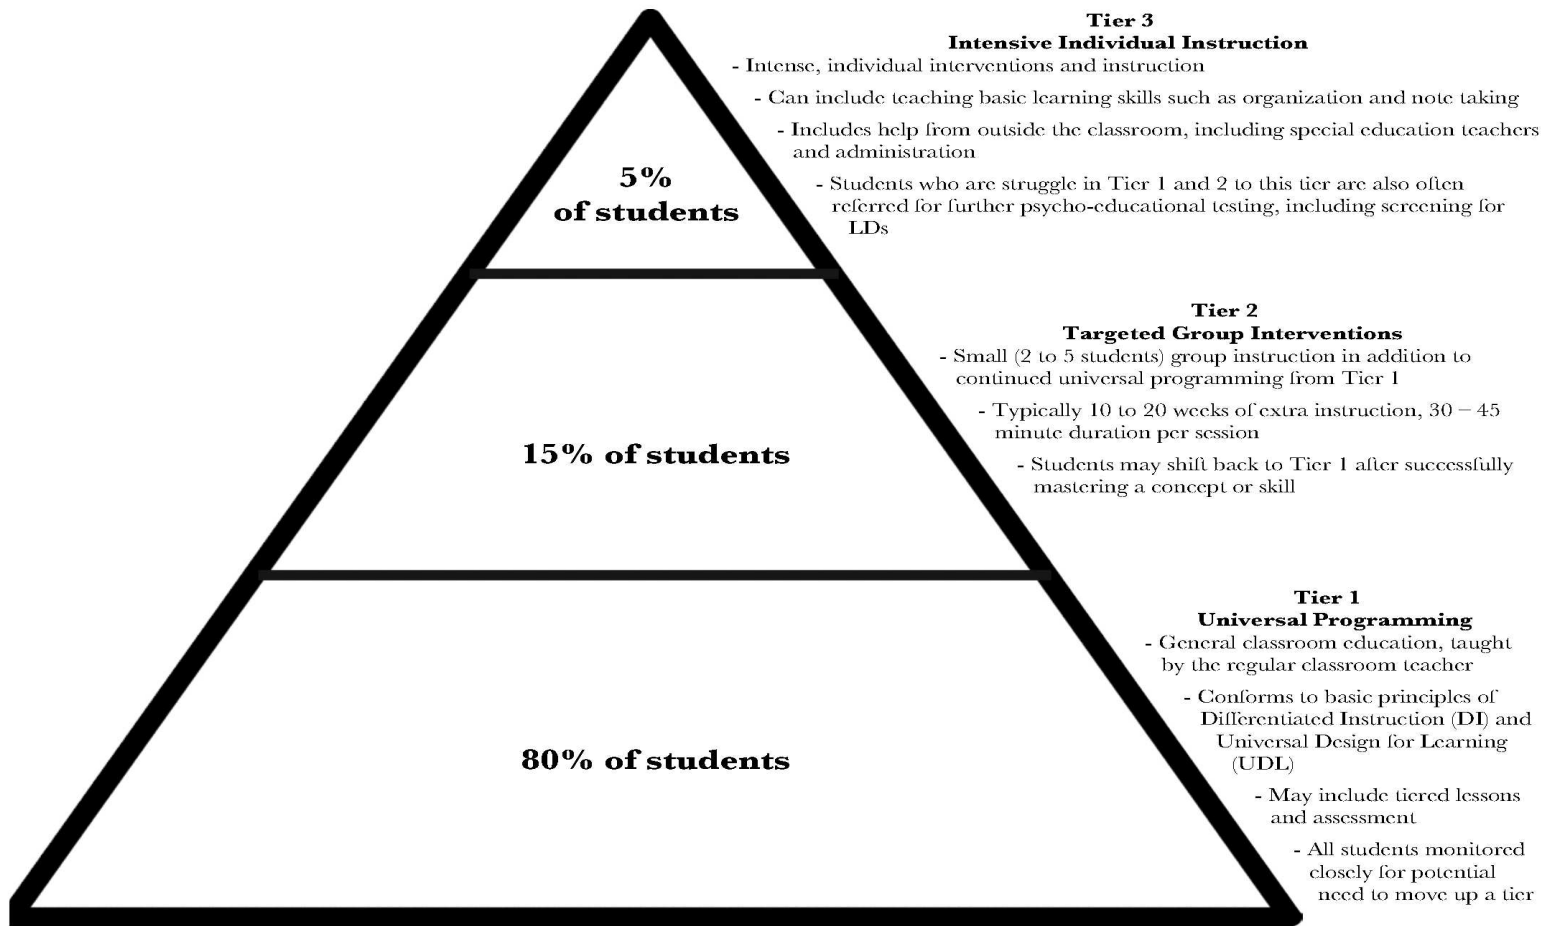 Tier 3
Intensive Individual Instruction
- Intense, individual interventions and instruction
- Can include teaching basic learning skills such as organization and note taking
- Includes help from outside the classroom, including special education teachers
and administration
- Students who are struggle in Tier 1 and 2 to this tier are also often
referred for further psycho-educational testing, including screening for
LDs
5%
of students
Tier 2
Targeted Group Interventions
- Small (2 to 5 students) group instruction in addition to
continued universal programming from Tier 1
- Typically 10 to 20 weeks of extra instruction, 30 – 45
minute duration per session
- Students may shift back to Tier 1 after successfully
mastering a concept or skill
15% of students
Tier 1
Universal Programming
- General classroom education, taught
by the regular classroom teacher
- Conforms to basic principles of
Differentiated Instruction (DI) and
Universal Design for Learning
(UDL)
- May include tiered lessons
and assessment
- All students monitored
closely for potential
need to move up a tier
80% of students